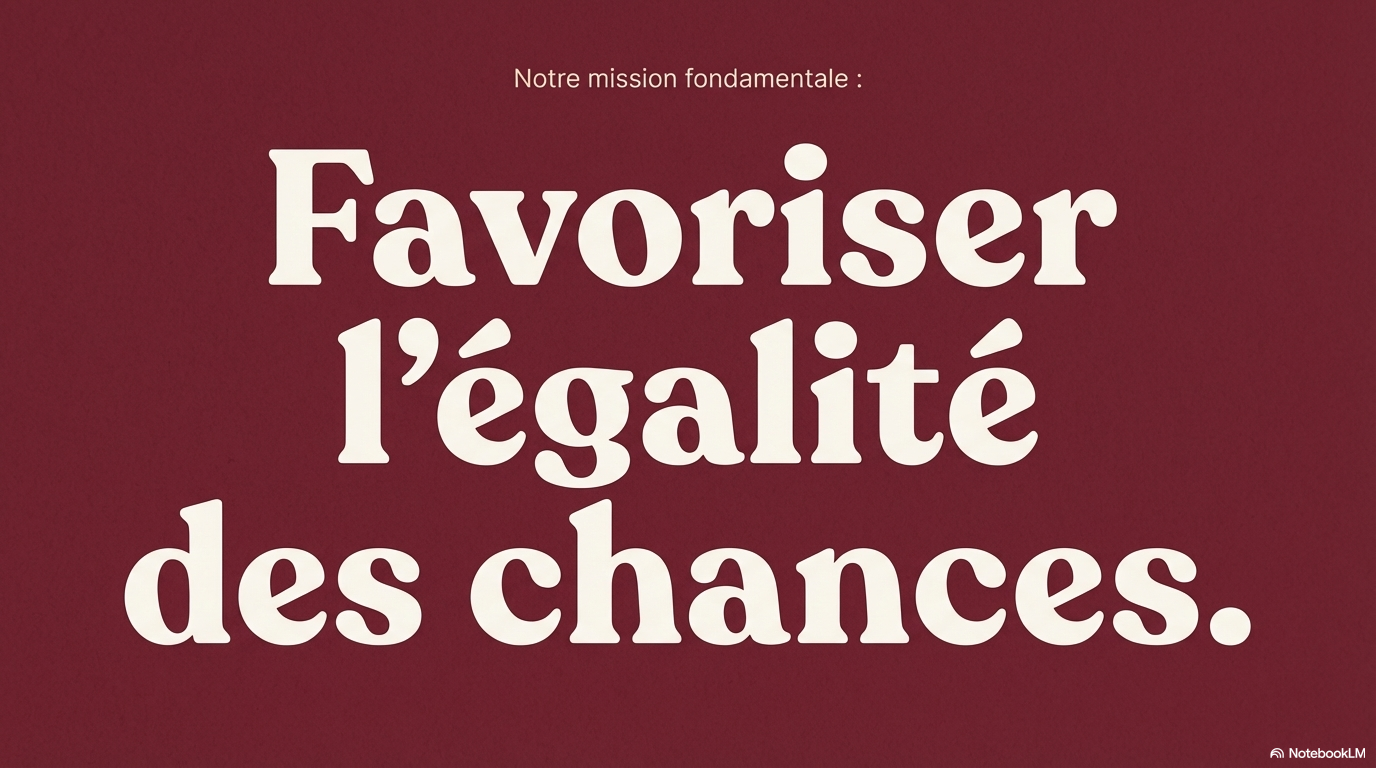 Notre mission fondamentale :
Favoriser
l’égalité
des chances.
NotebookLM